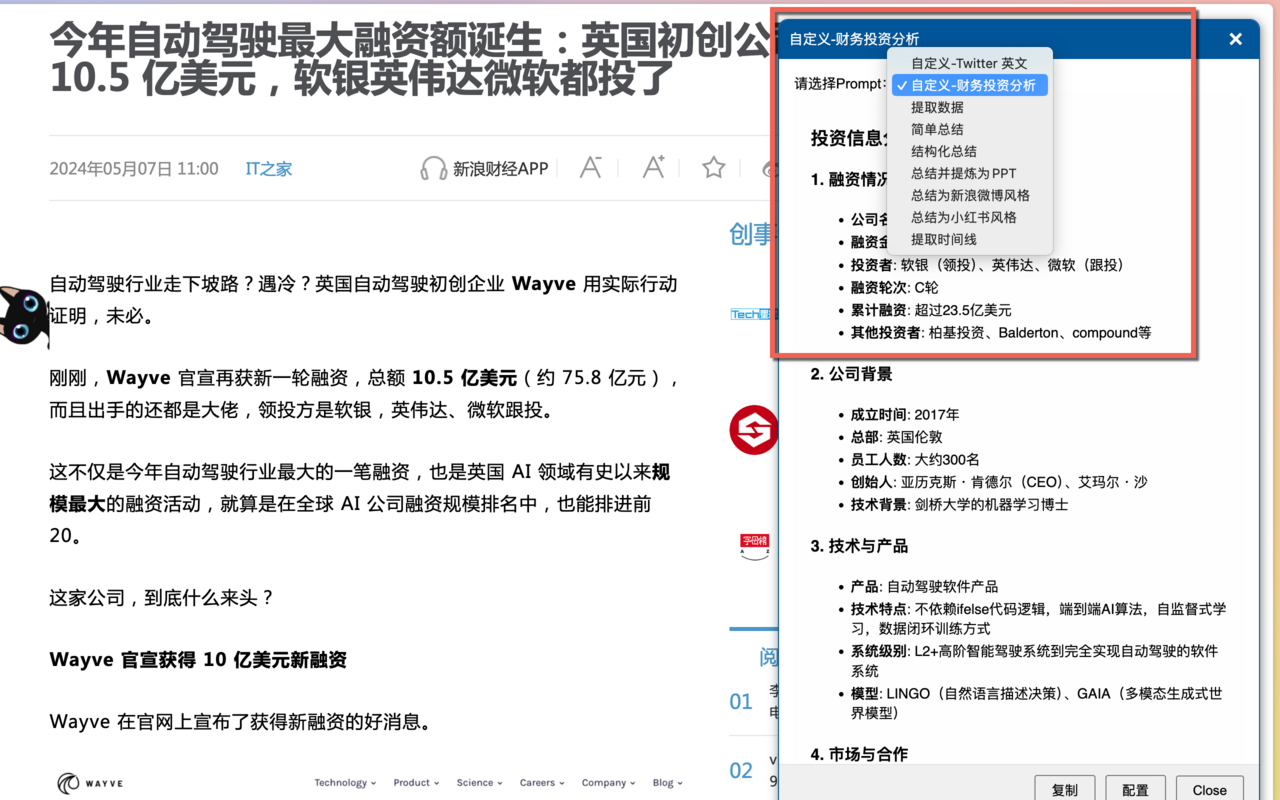 今年自动驾驶最大融资额诞生：英国初创公
10.5 亿美元，软银英伟达微软都投了
2024年05月07日 11:00
IT之家
新浪财经APP
A-
A+
创事
自动驾驶行业走下坡路？遇冷？英国自动驾驶初创企业 Wayve 用实际行动
证明，未必。
刚刚，Wayve 官宣再获新一轮融资，总额 10.5 亿美元（约 75.8 亿元），
而且出手的还都是大佬，领投方是软银，英伟达、微软跟投。
这不仅是今年自动驾驶行业最大的一笔融资，也是英国 AI 领域有史以来规
模最大的融资活动，就算是在全球 AI 公司融资规模排名中，也能排进前
20。
这家公司，到底什么来头？
Wayve 官宣获得 10 亿美元新融资
Wayve 在官网上宣布了获得新融资的好消息。
WAYVE
Technology
Product
Science
Careers
Company
Blog
Tech
字母榜
A Z
阅
01
李
电
02
v
9
自定义-财务投资分析
×
请选择Prompt:
自定义-Twitter 英文
✓ 自定义-财务投资分析
提取数据
简单总结
结构化总结
总结并提炼为PPT
总结为新浪微博风格
总结为小红书风格
提取时间线
投资信息
1. 融资情况
• 公司名
• 融资金
• 投资者: 软银（领投）、英伟达、微软（跟投）
• 融资轮次: C轮
• 累计融资: 超过23.5亿美元
• 其他投资者: 柏基投资、Balderton、compound等
2. 公司背景
• 成立时间: 2017年
• 总部: 英国伦敦
• 员工人数: 大约300名
• 创始人: 亚历克斯·肯德尔（CEO）、艾玛尔·沙
• 技术背景: 剑桥大学的机器学习博士
3. 技术与产品
• 产品: 自动驾驶软件产品
• 技术特点: 不依赖ifelse代码逻辑，端到端AI算法，自监督式学
习，数据闭环训练方式
• 系统级别: L2+高阶智能驾驶系统到完全实现自动驾驶的软件
系统
• 模型: LINGO（自然语言描述决策）、GAIA（多模态生成式世
界模型）
4. 市场与合作
复制
配置
Close